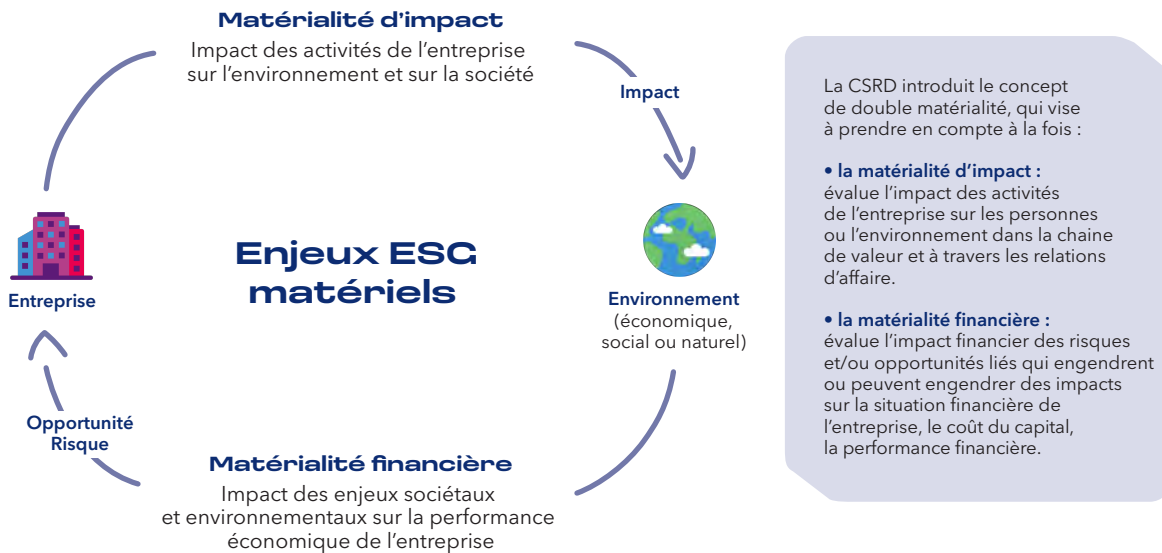 Matérialité d'impact
Impact des activités de l'entreprise
sur l'environnement et sur la société
Impact
Entreprise
Enjeux ESG
matériels
Environnement
(économique,
social ou naturel)
Opportunité
Risque
Matérialité financière
Impact des enjeux sociétaux
et environnementaux sur la performance
économique de l'entreprise
La CSRD introduit le concept
de double matérialité, qui vise
à prendre en compte à la fois :
• la matérialité d'impact :
évalue l'impact des activités
de l'entreprise sur les personnes
ou l'environnement dans la chaine
de valeur et à travers les relations
d'affaire.
• la matérialité financière :
évalue l'impact financier des risques
et/ou opportunités liés qui engendrent
ou peuvent engendrer des impacts
sur la situation financière de
l'entreprise, le coût du capital,
la performance financière.